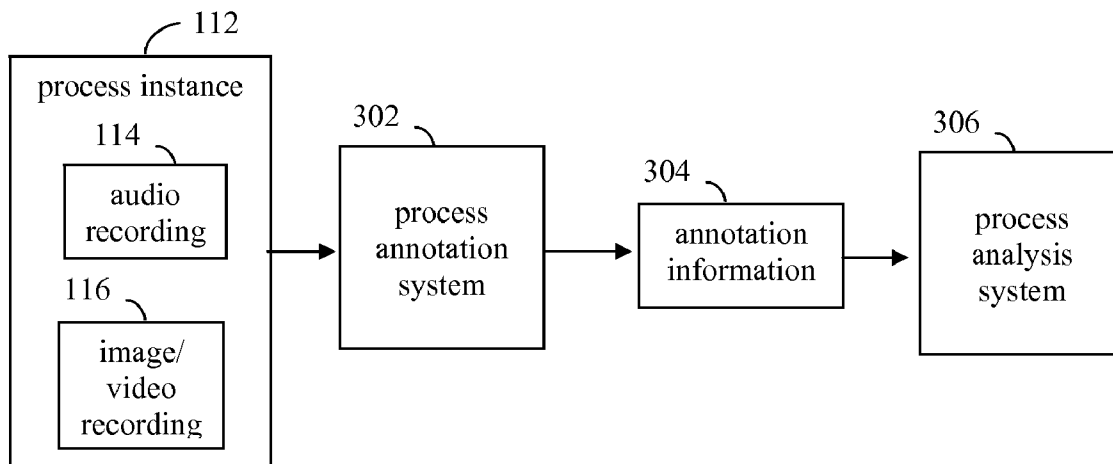 112
process instance
114
audio
recording
116
image/
video
recording
302
process
annotation
system
304
annotation
information
306
process
analysis
system